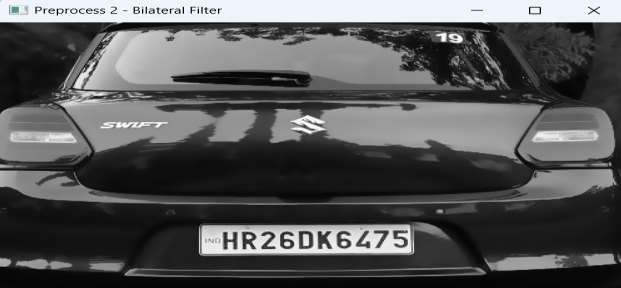 Preprocess 2 - Bilateral Filter
19
SWIFT
IND HR26DK6475